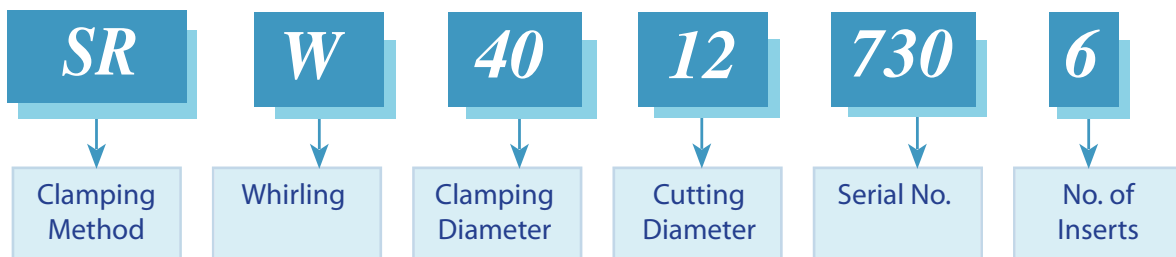 SR W 40 12 730 6
Clamping Method
Whirling
Clamping Diameter
Cutting Diameter
Serial No.
No. of Inserts